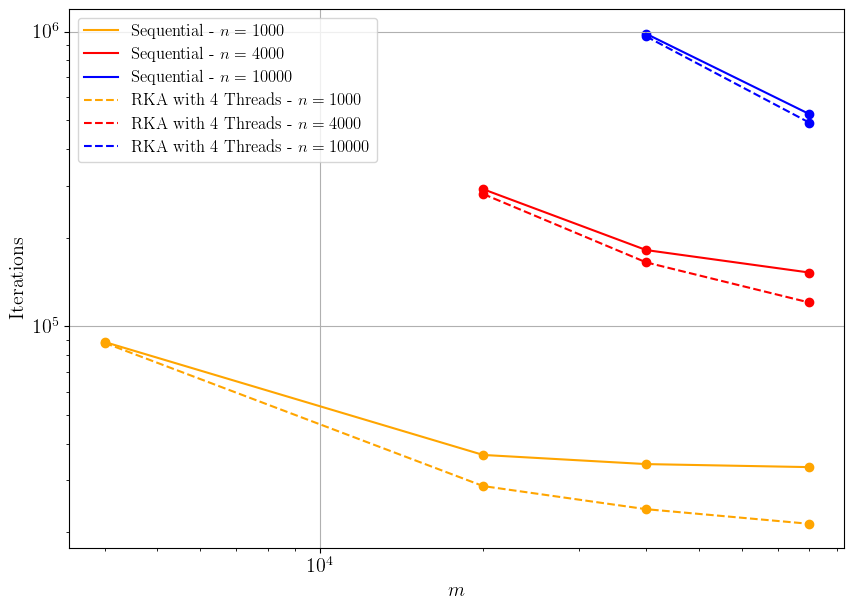 10^6
Sequential - n = 1000
Sequential - n = 4000
Sequential - n = 10000
RKA with 4 Threads - n = 1000
RKA with 4 Threads - n = 4000
RKA with 4 Threads - n = 10000
Iterations
10^5
10^4
m